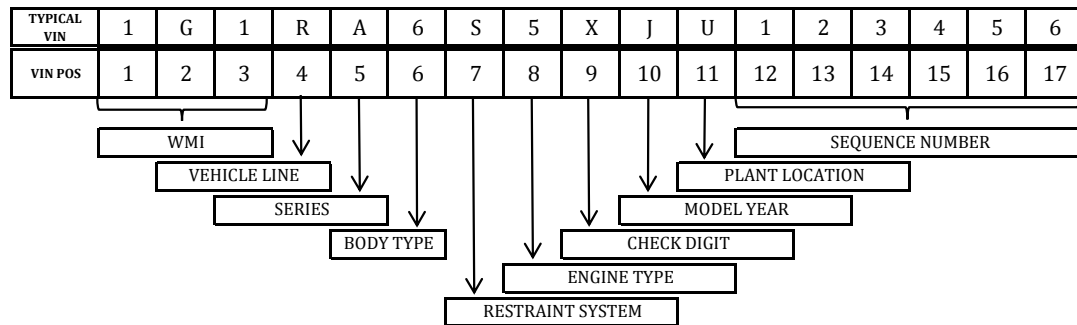 TYPICAL VIN 1 G 1 R A 6 S 5 X J U 1 2 3 4 5 6
VIN POS 1 2 3 4 5 6 7 8 9 10 11 12 13 14 15 16 17
WMI SEQUENCE NUMBER
VEHICLE LINE PLANT LOCATION
SERIES MODEL YEAR
BODY TYPE CHECK DIGIT
ENGINE TYPE
RESTRAINT SYSTEM